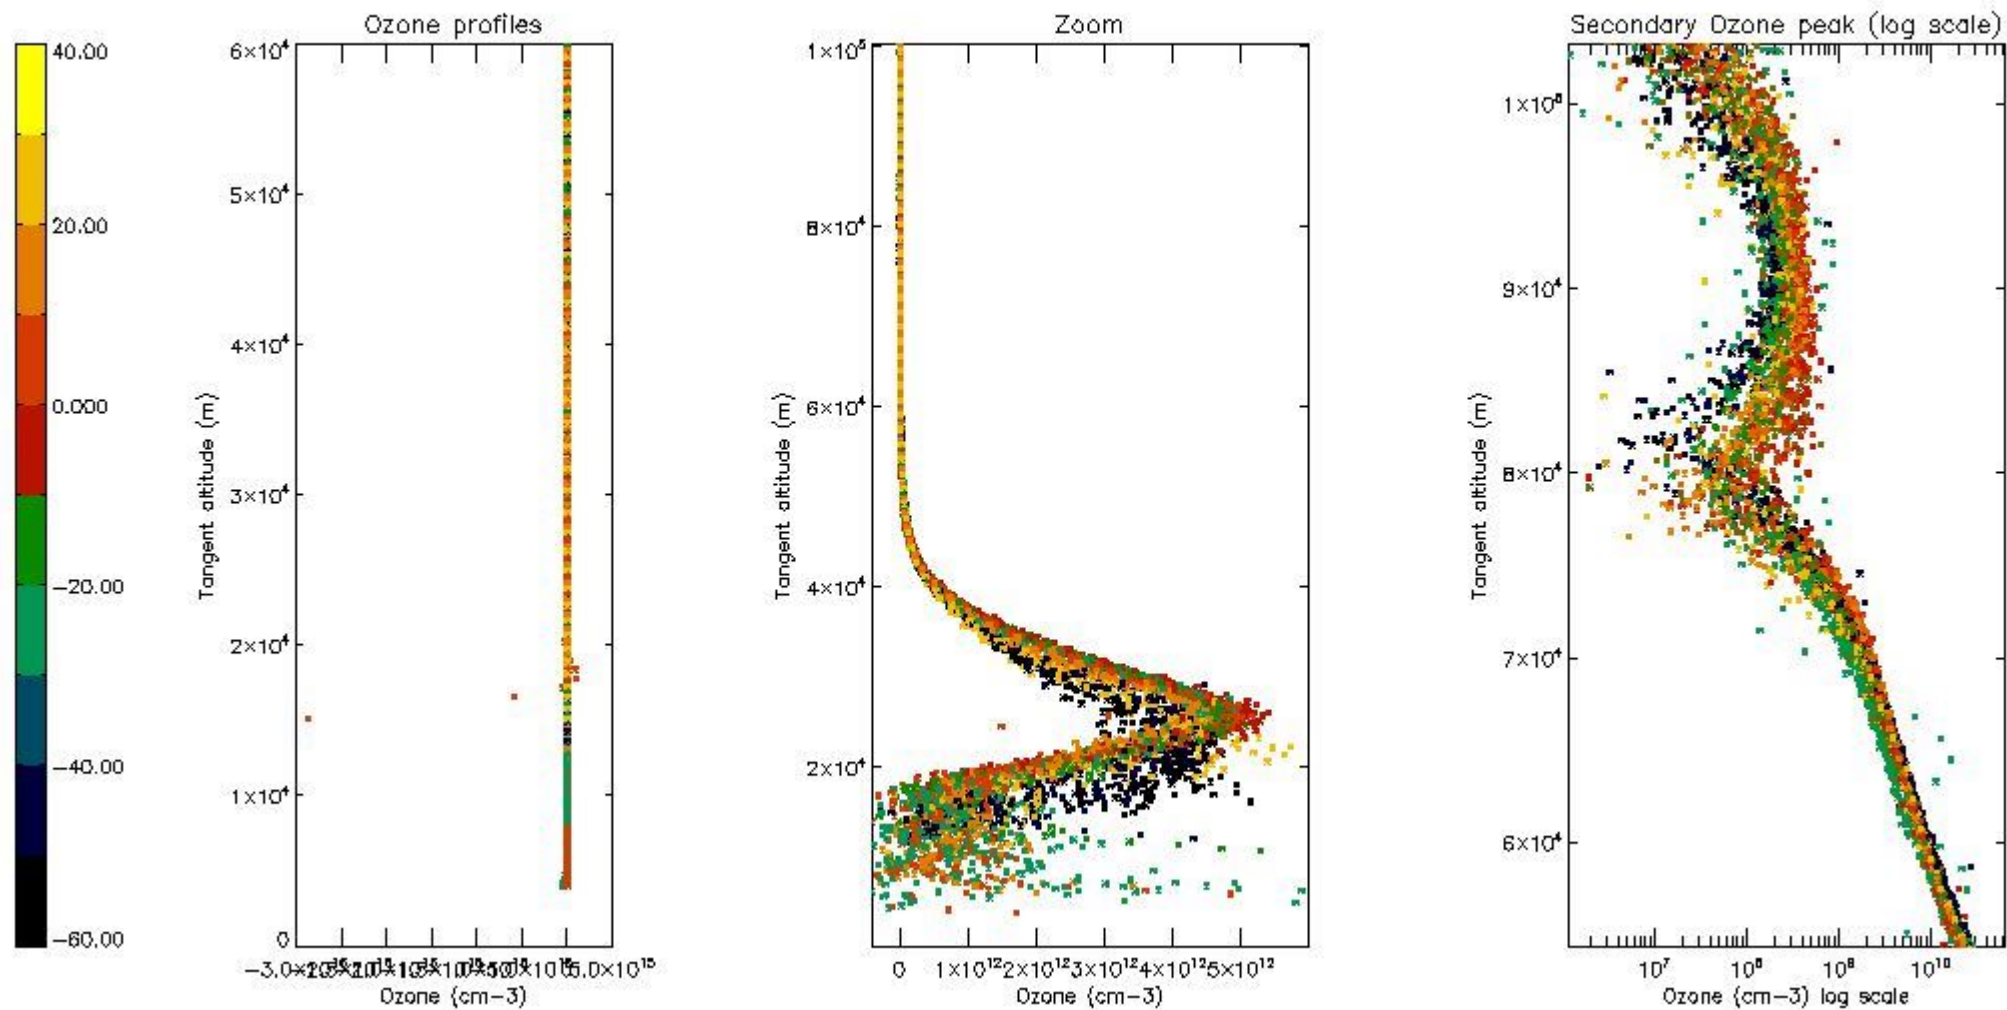 Ozone profiles
Zoom
Secondary Ozone peak (log scale)
40.00
20.00
0.000
−20.00
−40.00
−60.00
6×10⁴
5×10⁴
4×10⁴
3×10⁴
2×10⁴
1×10⁴
0
Tangent altitude (m)
5.0×10¹⁵
Ozone (cm−3)
1×10⁵
8×10⁴
6×10⁴
4×10⁴
2×10⁴
Tangent altitude (m)
0 1×10¹² 2×10¹² 3×10¹² 4×10¹² 5×10¹²
Ozone (cm−3)
1×10⁵
9×10⁴
8×10⁴
7×10⁴
6×10⁴
Tangent altitude (m)
10⁷ 10⁸ 10⁹ 10¹⁰
Ozone (cm−3) log scale